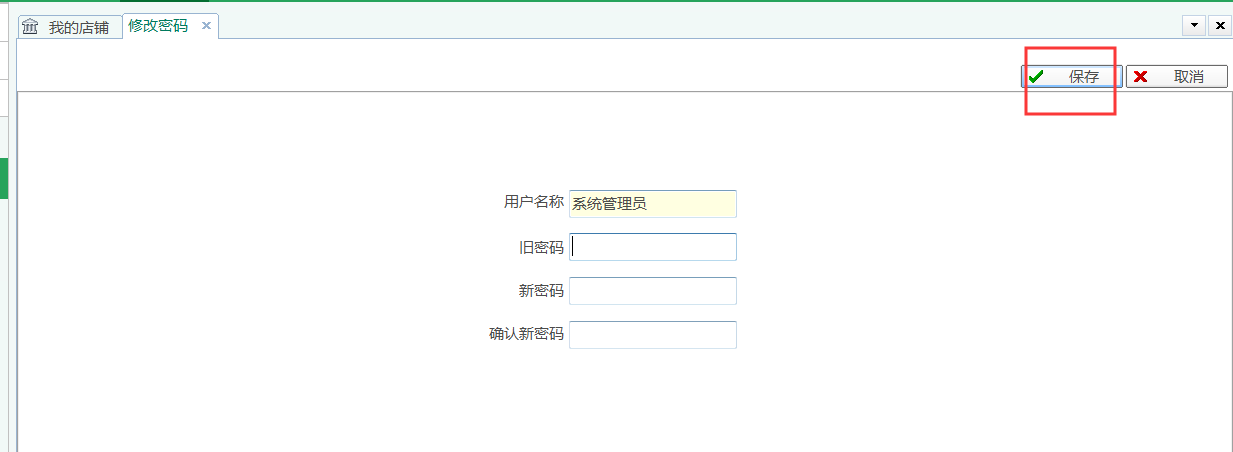 我的店铺 修改密码
保存 取消
用户名称 系统管理员
旧密码
新密码
确认新密码